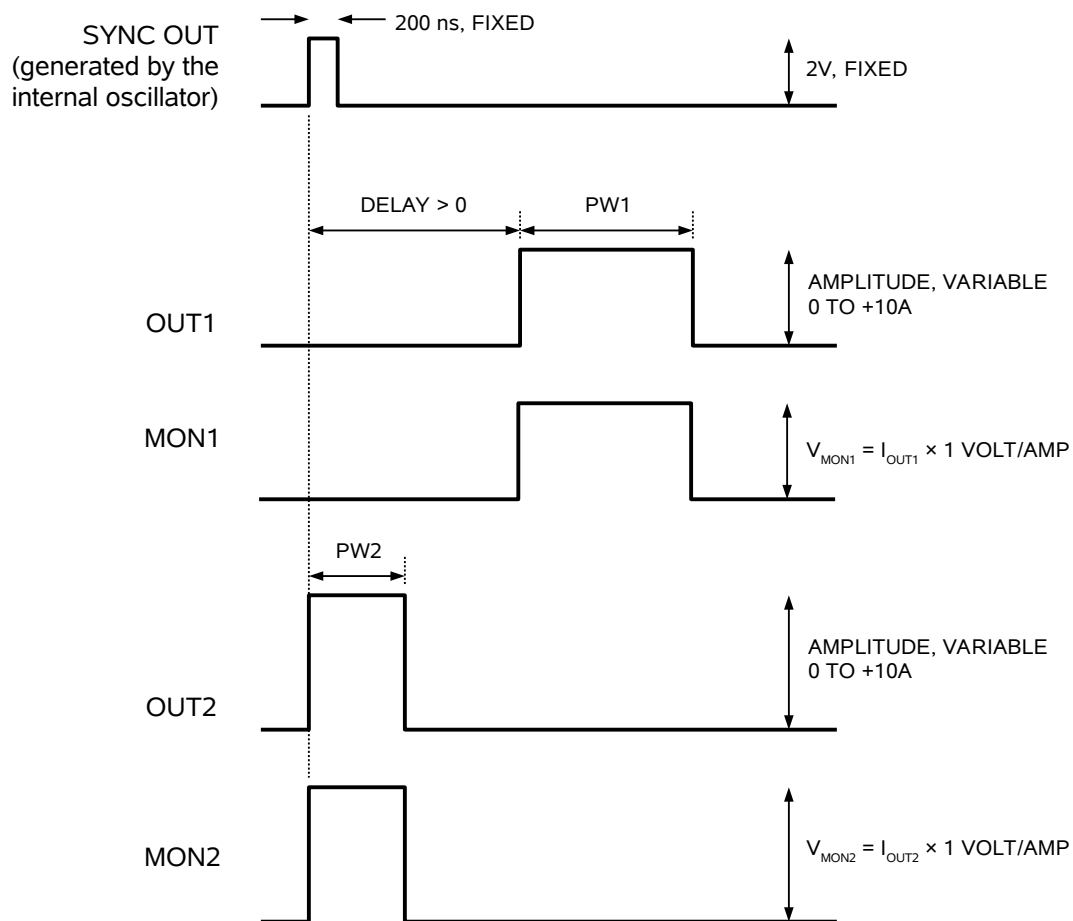 200 ns, FIXED
SYNC OUT
(generated by the
internal oscillator)
2V, FIXED
DELAY > 0
PW1
AMPLITUDE, VARIABLE
0 TO +10A
OUT1
MON1
V_MON1 = I_OUT1 × 1 VOLT/AMP
PW2
AMPLITUDE, VARIABLE
0 TO +10A
OUT2
MON2
V_MON2 = I_OUT2 × 1 VOLT/AMP